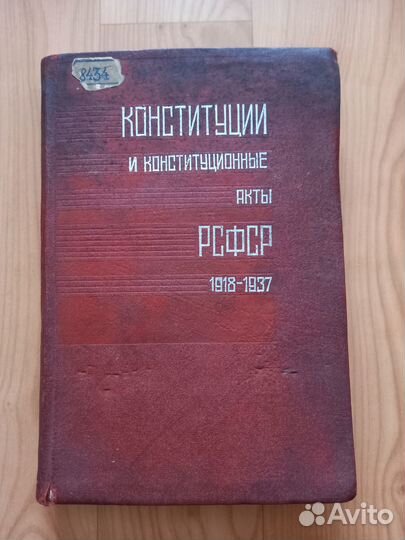 8434
КОНСТИТУЦИИ
И КОНСТИТУЦИОННЫЕ
АКТЫ
РСФСР
1918-1937
Avito